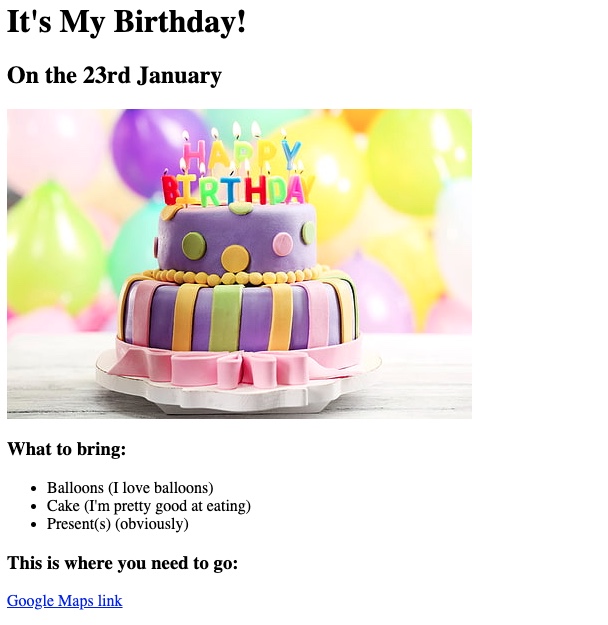 It's My Birthday!
On the 23rd January
HAPPY
BIRTHDAY
What to bring:
Balloons (I love balloons)
Cake (I'm pretty good at eating)
Present(s) (obviously)
This is where you need to go:
Google Maps link